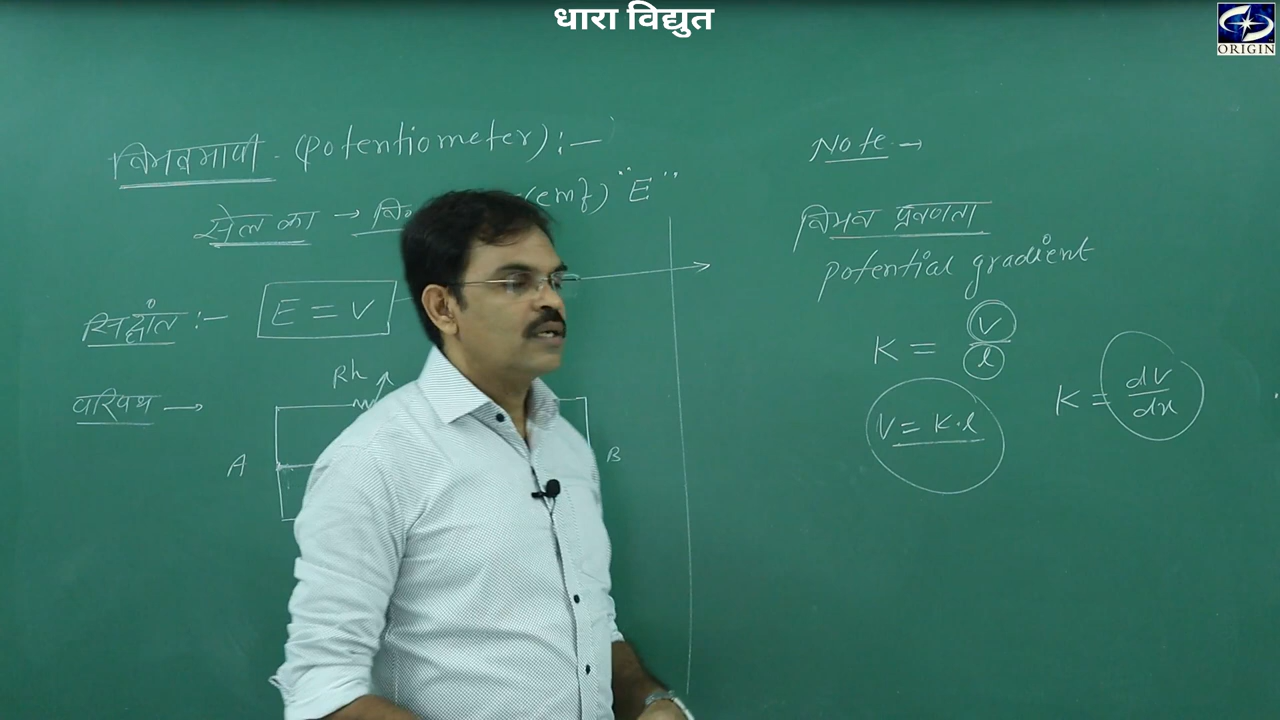 धारा विद्युत
ORIGIN
विभवमापी (Potentiometer) :-
सेल का → (emf) "E"
सिद्धांत :- E = V
परिपथ →
Rh
A
B
Note →
विभव प्रवणता
potential gradient
K = V/l
V = K·l
K = dV/dx